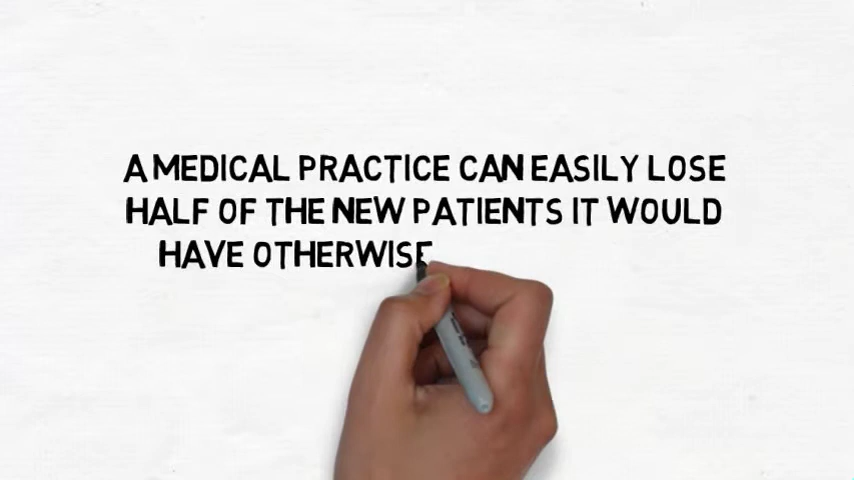 A MEDICAL PRACTICE CAN EASILY LOSE
HALF OF THE NEW PATIENTS IT WOULD
HAVE OTHERWISE